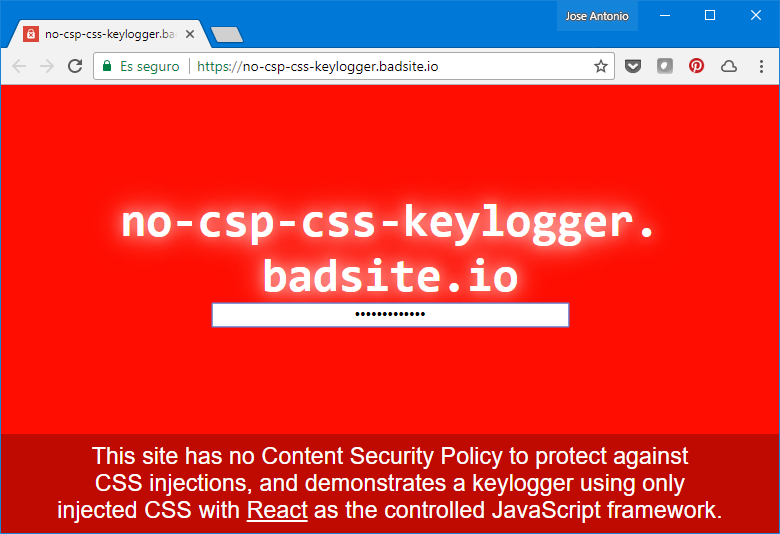 Jose Antonio
no-csp-css-keylogger.ba
Es seguro
https://no-csp-css-keylogger.badsite.io
no-csp-css-keylogger.
badsite.io
•••••••••••••
This site has no Content Security Policy to protect against
CSS injections, and demonstrates a keylogger using only
injected CSS with React as the controlled JavaScript framework.